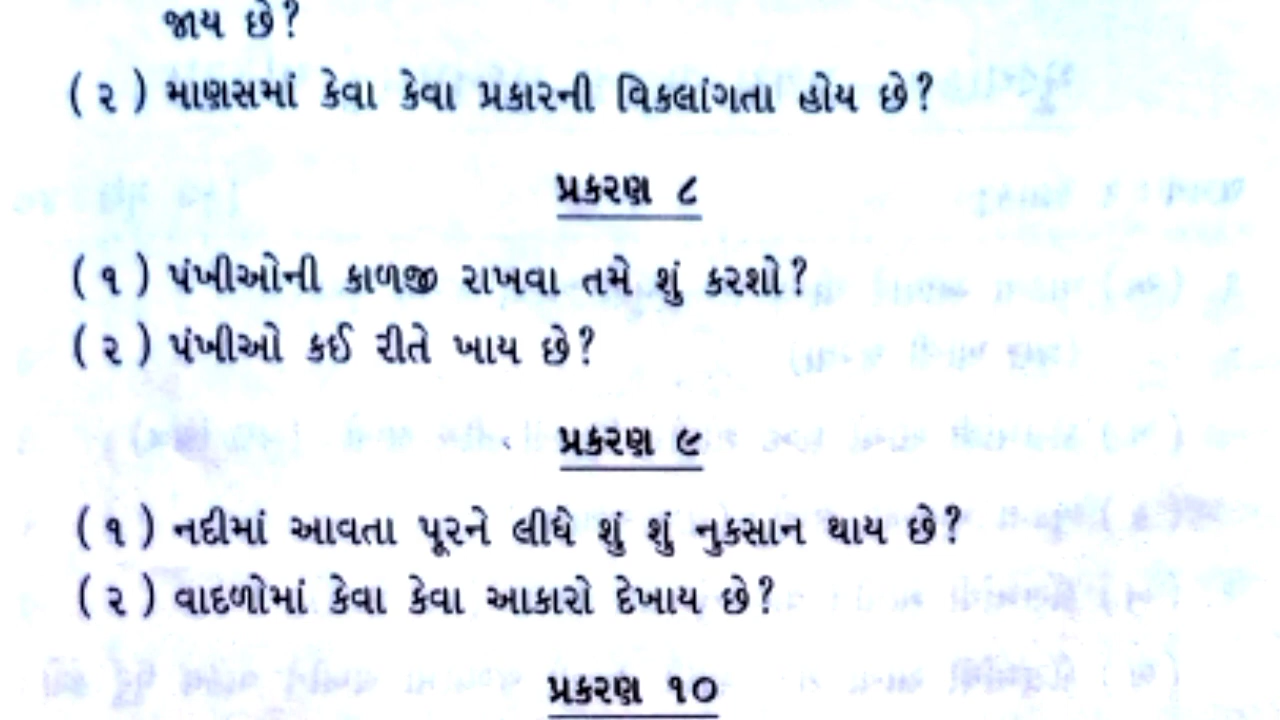 જાય છે?
(૨) માણસમાં કેવા કેવા પ્રકારની વિકલાંગતા હોય છે?
પ્રકરણ ૮
(૧) પંખીઓની કાળજી રાખવા તમે શું કરશો?
(૨) પંખીઓ કઈ રીતે ખાય છે?
પ્રકરણ ૯
(૧) નદીમાં આવતા પૂરને લીધે શું શું નુકસાન થાય છે?
(૨) વાદળોમાં કેવા કેવા આકારો દેખાય છે?
પ્રકરણ ૧૦